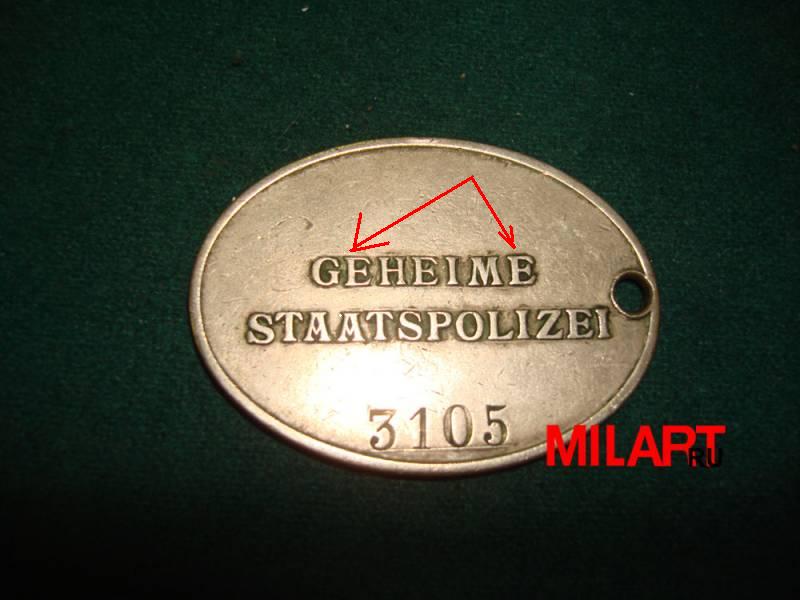 GEHEIME
STAATSPOLIZEI
3105
MILART
RU